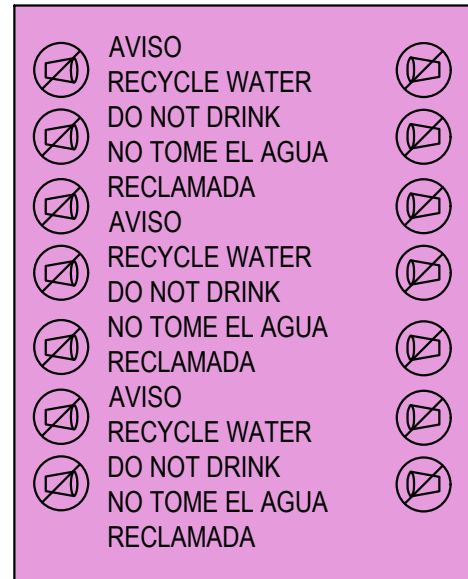 AVISO
RECYCLE WATER
DO NOT DRINK
NO TOME EL AGUA
RECLAMADA
AVISO
RECYCLE WATER
DO NOT DRINK
NO TOME EL AGUA
RECLAMADA
AVISO
RECYCLE WATER
DO NOT DRINK
NO TOME EL AGUA
RECLAMADA